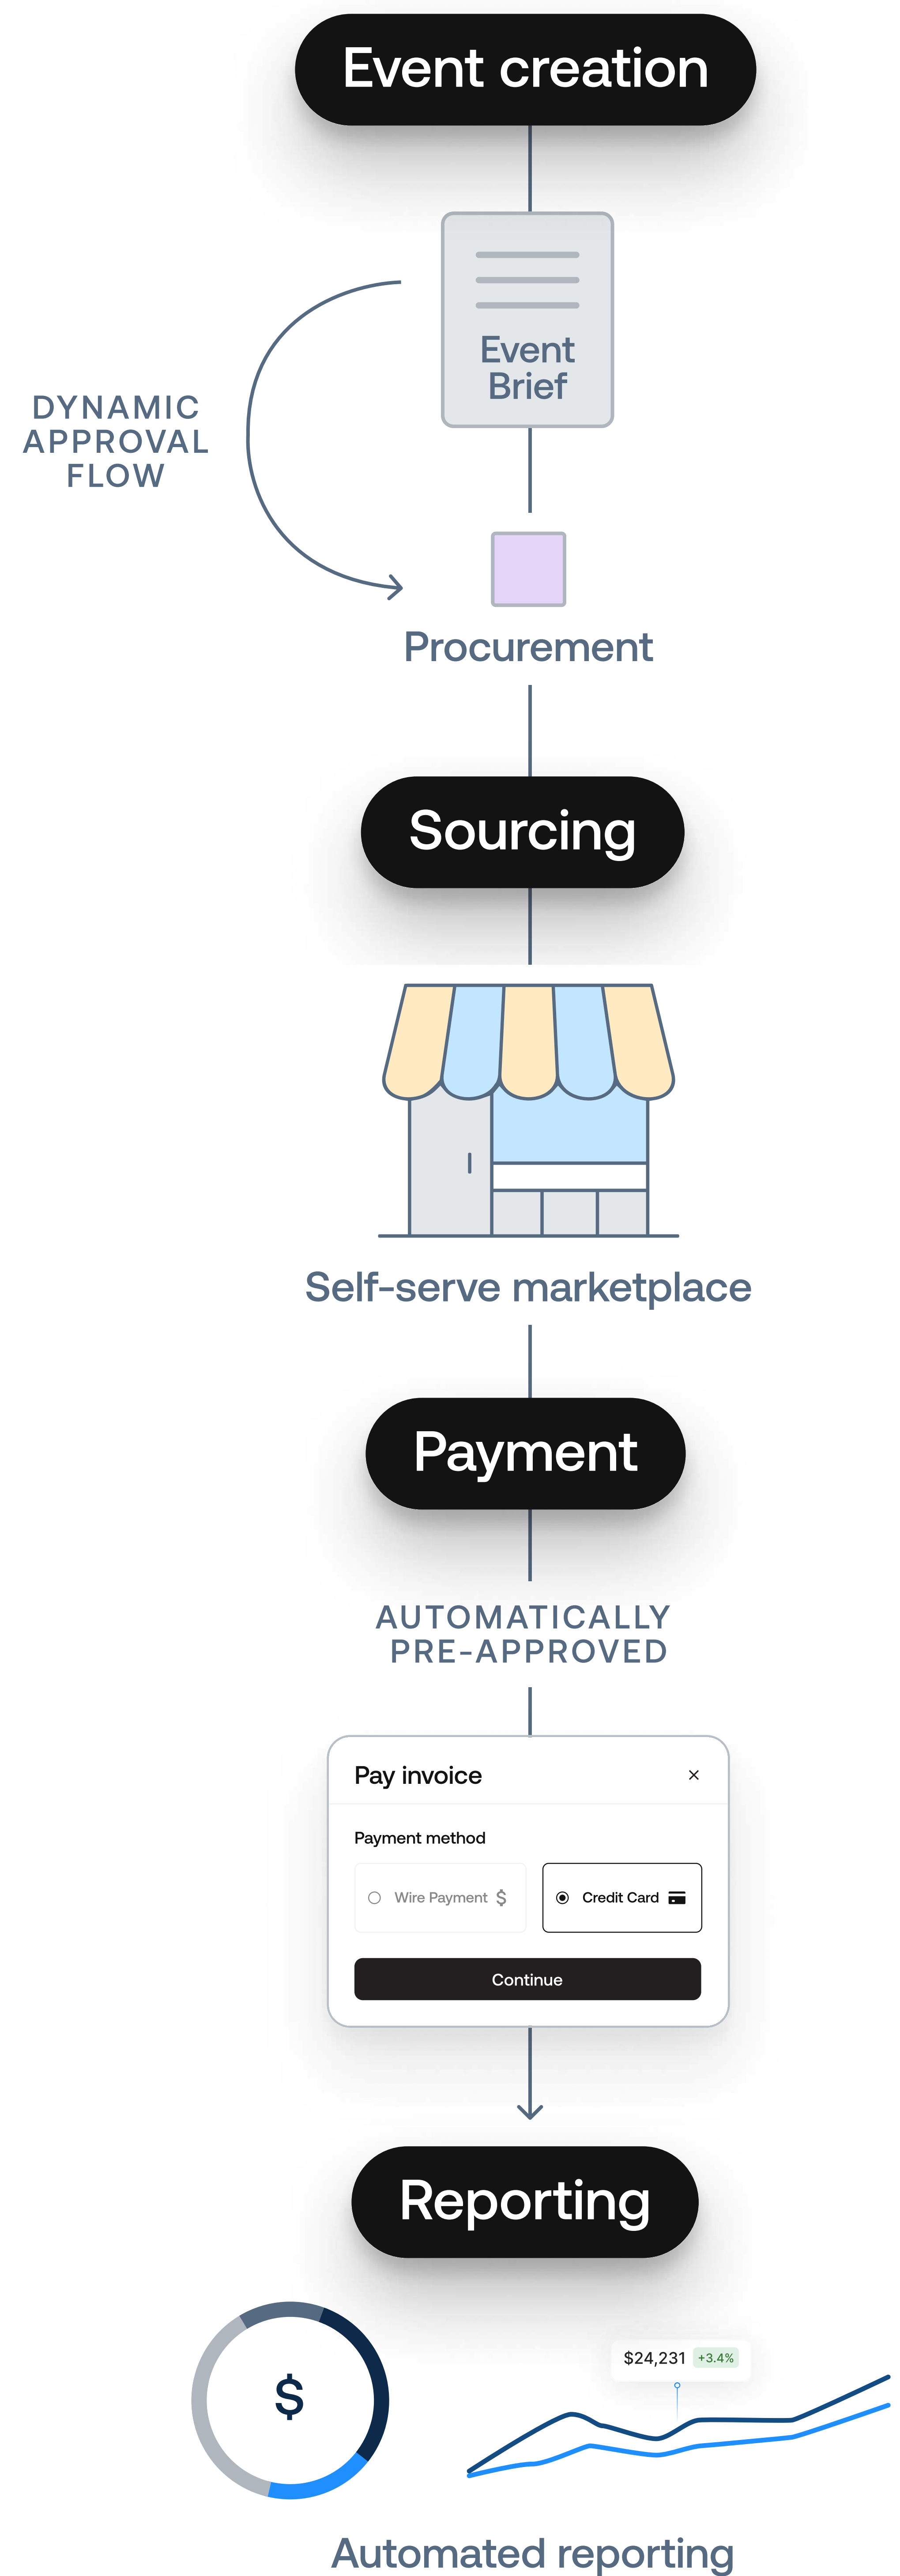 Event creation
Event
Brief
DYNAMIC
APPROVAL
FLOW
Procurement
Sourcing
Self-serve marketplace
Payment
AUTOMATICALLY
PRE-APPROVED
Pay invoice
Payment method
Wire Payment $
Credit Card
Continue
Reporting
$24,231 +3.4%
$
Automated reporting